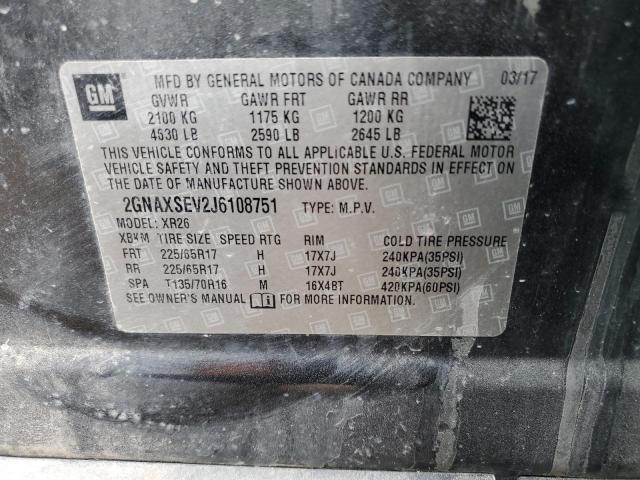 GM MFD BY GENERAL MOTORS OF CANADA COMPANY 03/17
GVWR GAWR FRT GAWR RR
2100 KG 1175 KG 1200 KG
4630 LB 2590 LB 2645 LB
THIS VEHICLE CONFORMS TO ALL APPLICABLE U.S. FEDERAL MOTOR
VEHICLE SAFETY AND THEFT PREVENTION STANDARDS IN EFFECT ON
THE DATE OF MANUFACTURE SHOWN ABOVE.
2GNAXSEV2J6108751 TYPE: M.P.V.
MODEL: XR26
XBKM TIRE SIZE SPEED RTG RIM COLD TIRE PRESSURE
FRT 225/65R17 H 17X7J 240KPA(35PSI)
RR 225/65R17 H 17X7J 240KPA(35PSI)
SPA T135/70R16 M 16X4BT 420KPA(60PSI)
SEE OWNER'S MANUAL FOR MORE INFORMATION.